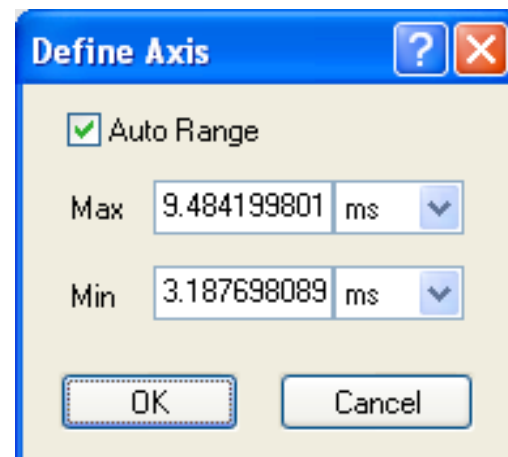 Define Axis ?
Auto Range
Max 9.484199801 ms
Min 3.187698089 ms
OK Cancel